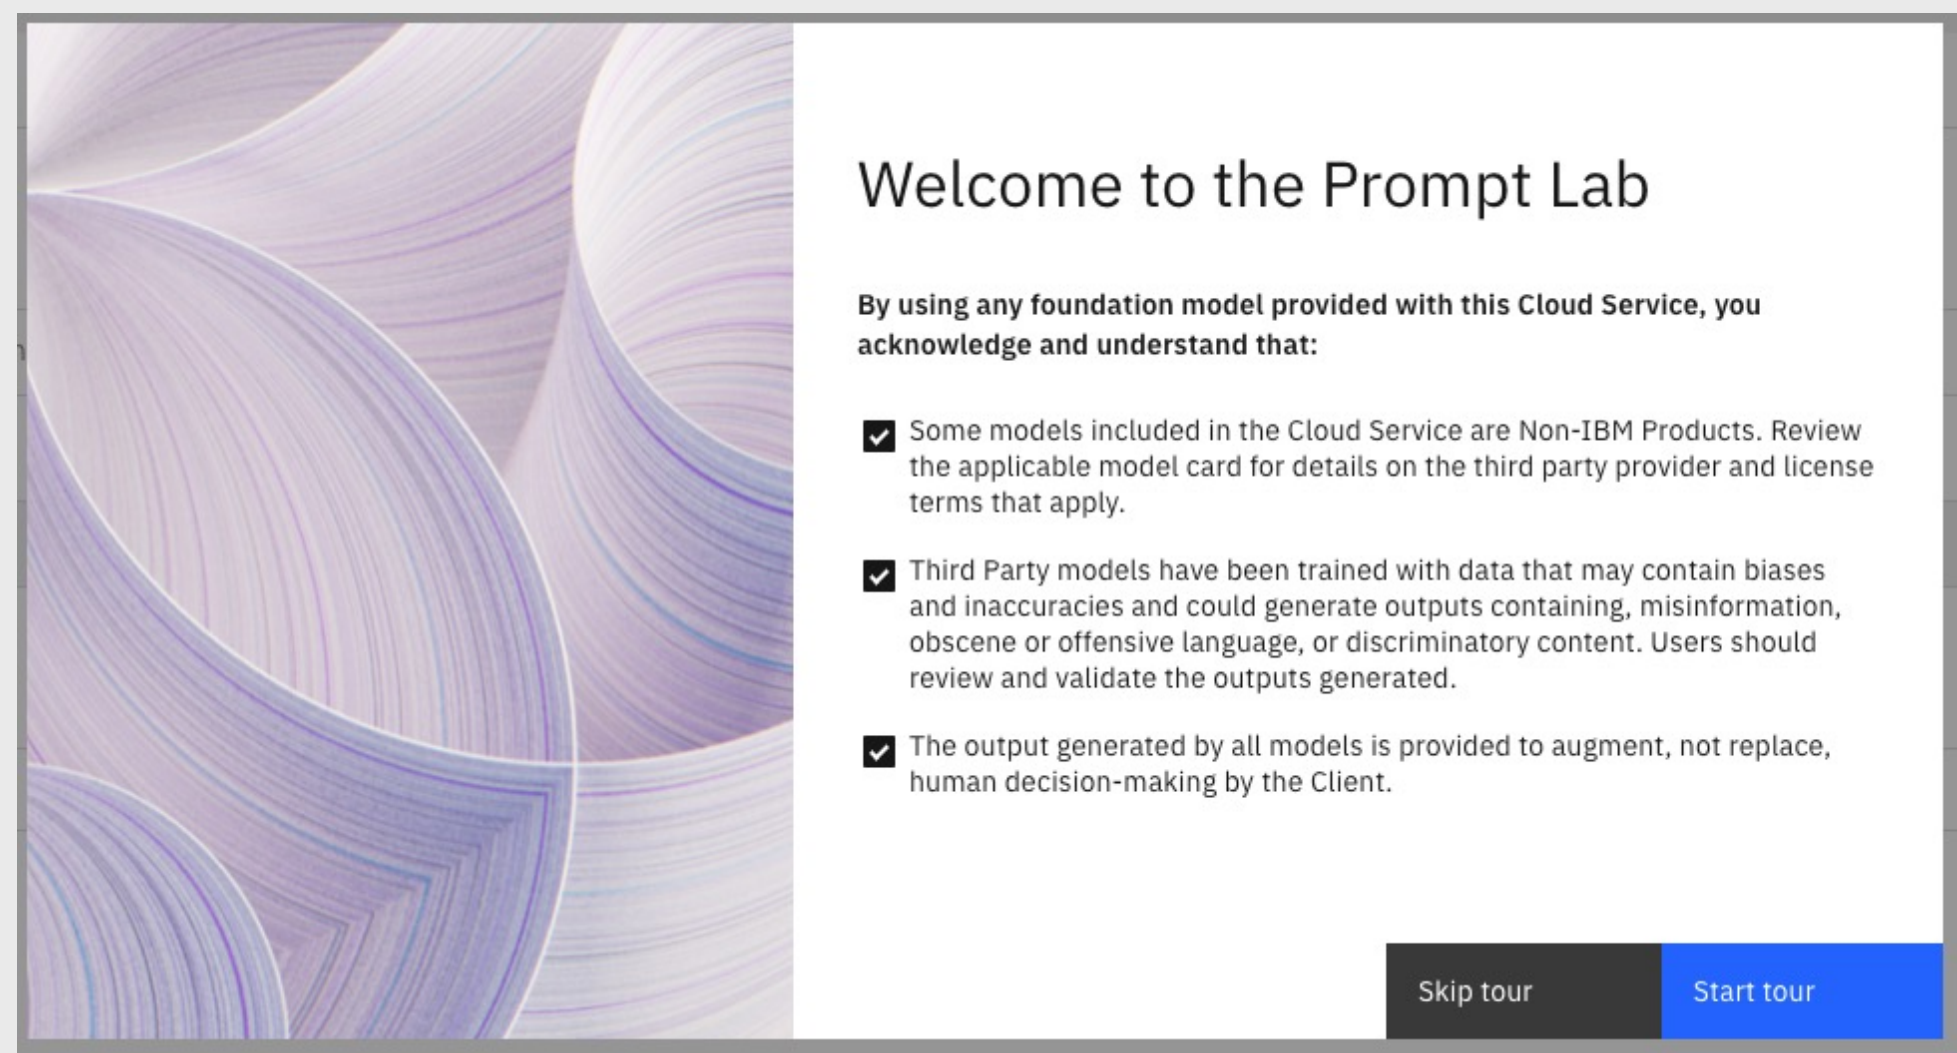 Welcome to the Prompt Lab
By using any foundation model provided with this Cloud Service, you
acknowledge and understand that:
Some models included in the Cloud Service are Non-IBM Products. Review
the applicable model card for details on the third party provider and license
terms that apply.
Third Party models have been trained with data that may contain biases
and inaccuracies and could generate outputs containing, misinformation,
obscene or offensive language, or discriminatory content. Users should
review and validate the outputs generated.
The output generated by all models is provided to augment, not replace,
human decision-making by the Client.
Skip tour
Start tour